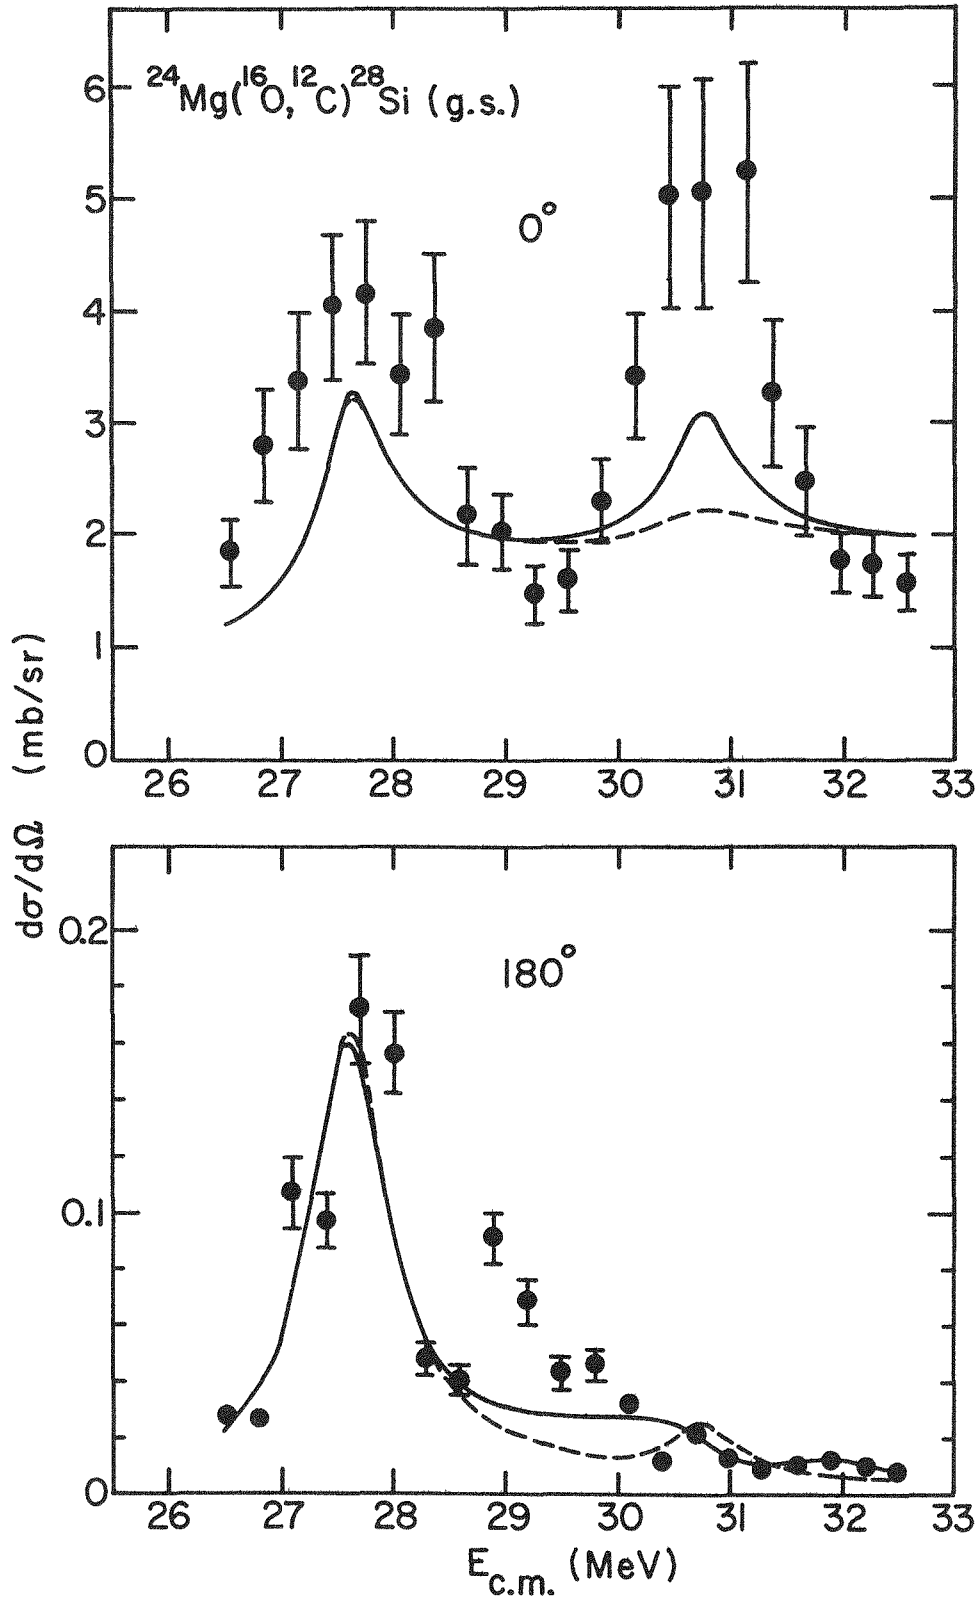 ²⁴Mg(¹⁶O,¹²C)²⁸Si (g.s.)
0°
6
5
4
3
2
1
0
26 27 28 29 30 31 32 33
dσ/dΩ (mb/sr)
180°
0.2
0.1
0
26 27 28 29 30 31 32 33
E_c.m. (MeV)